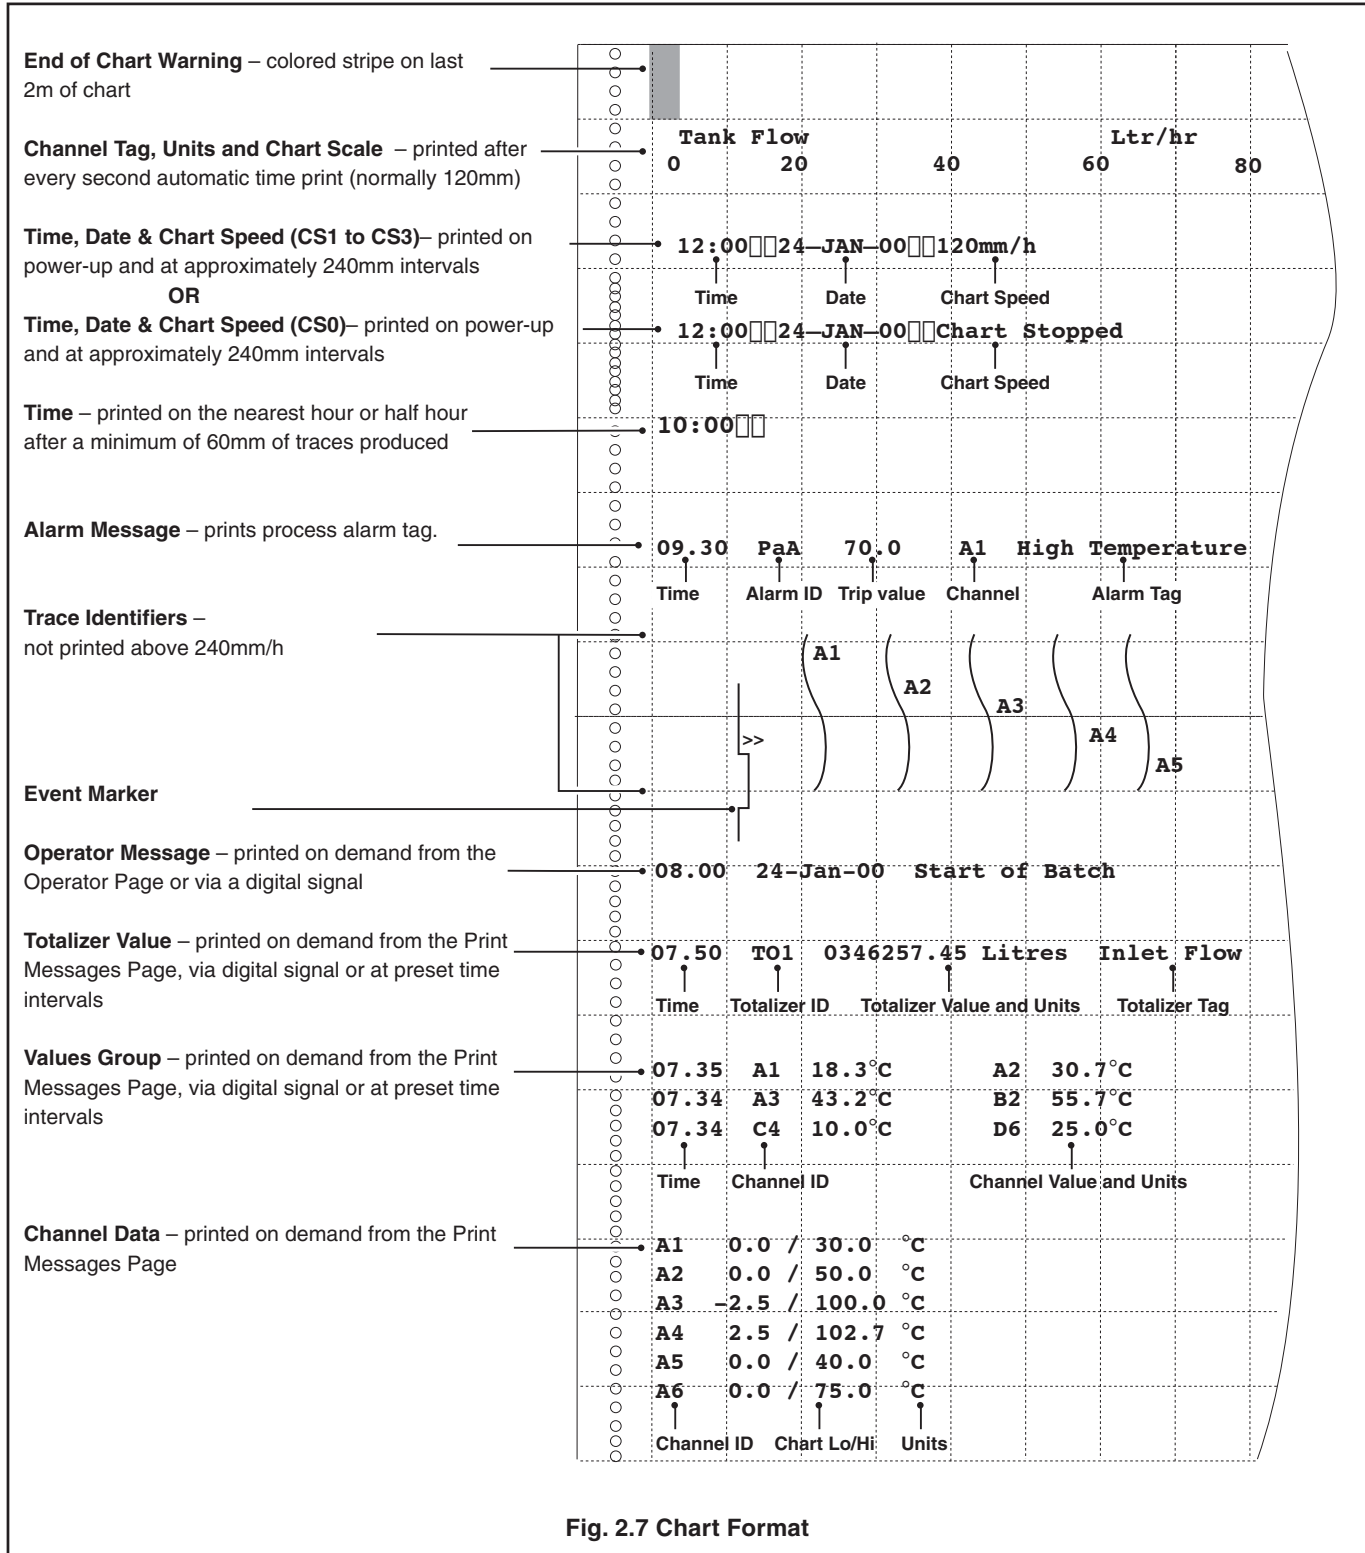 End of Chart Warning – colored stripe on last
2m of chart
Tank Flow Ltr/hr
0 20 40 60 80
Channel Tag, Units and Chart Scale – printed after
every second automatic time print (normally 120mm)
Time, Date & Chart Speed (CS1 to CS3)– printed on
power-up and at approximately 240mm intervals
12:00▯▯24–JAN–00▯▯120mm/h
Time Date Chart Speed
OR
Time, Date & Chart Speed (CS0)– printed on power-up
and at approximately 240mm intervals
12:00▯▯24–JAN–00▯▯Chart Stopped
Time Date Chart Speed
Time – printed on the nearest hour or half hour
after a minimum of 60mm of traces produced
10:00▯▯
Alarm Message – prints process alarm tag.
09.30 PaA 70.0 A1 High Temperature
Time Alarm ID Trip value Channel Alarm Tag
Trace Identifiers –
not printed above 240mm/h
A1
A2
A3
A4
A5
>>
Event Marker
Operator Message – printed on demand from the
Operator Page or via a digital signal
08.00 24–Jan–00 Start of Batch
Totalizer Value – printed on demand from the Print
Messages Page, via digital signal or at preset time
intervals
07.50 TO1 0346257.45 Litres Inlet Flow
Time Totalizer ID Totalizer Value and Units Totalizer Tag
Values Group – printed on demand from the Print
Messages Page, via digital signal or at preset time
intervals
07.35 A1 18.3°C A2 30.7°C
07.34 A3 43.2°C B2 55.7°C
07.34 C4 10.0°C D6 25.0°C
Time Channel ID Channel Value and Units
Channel Data – printed on demand from the Print
Messages Page
A1 0.0 / 30.0 °C
A2 0.0 / 50.0 °C
A3 –2.5 / 100.0 °C
A4 2.5 / 102.7 °C
A5 0.0 / 40.0 °C
A6 0.0 / 75.0 °C
Channel ID Chart Lo/Hi Units
Fig. 2.7 Chart Format